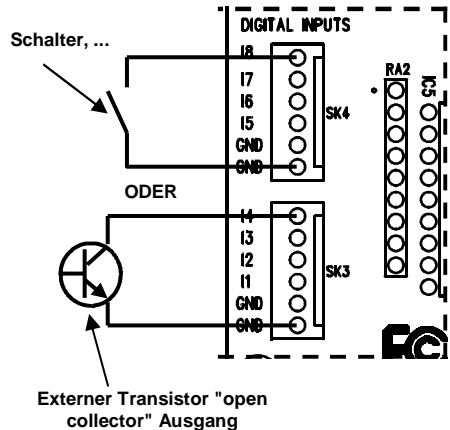 DIGITAL INPUTS
Schalter, ...
I8
I7
I6
I5
GND
GND
SK4
RA2
IC5
ODER
I4
I3
I2
I1
GND
GND
SK3
FC
Externer Transistor "open
collector" Ausgang